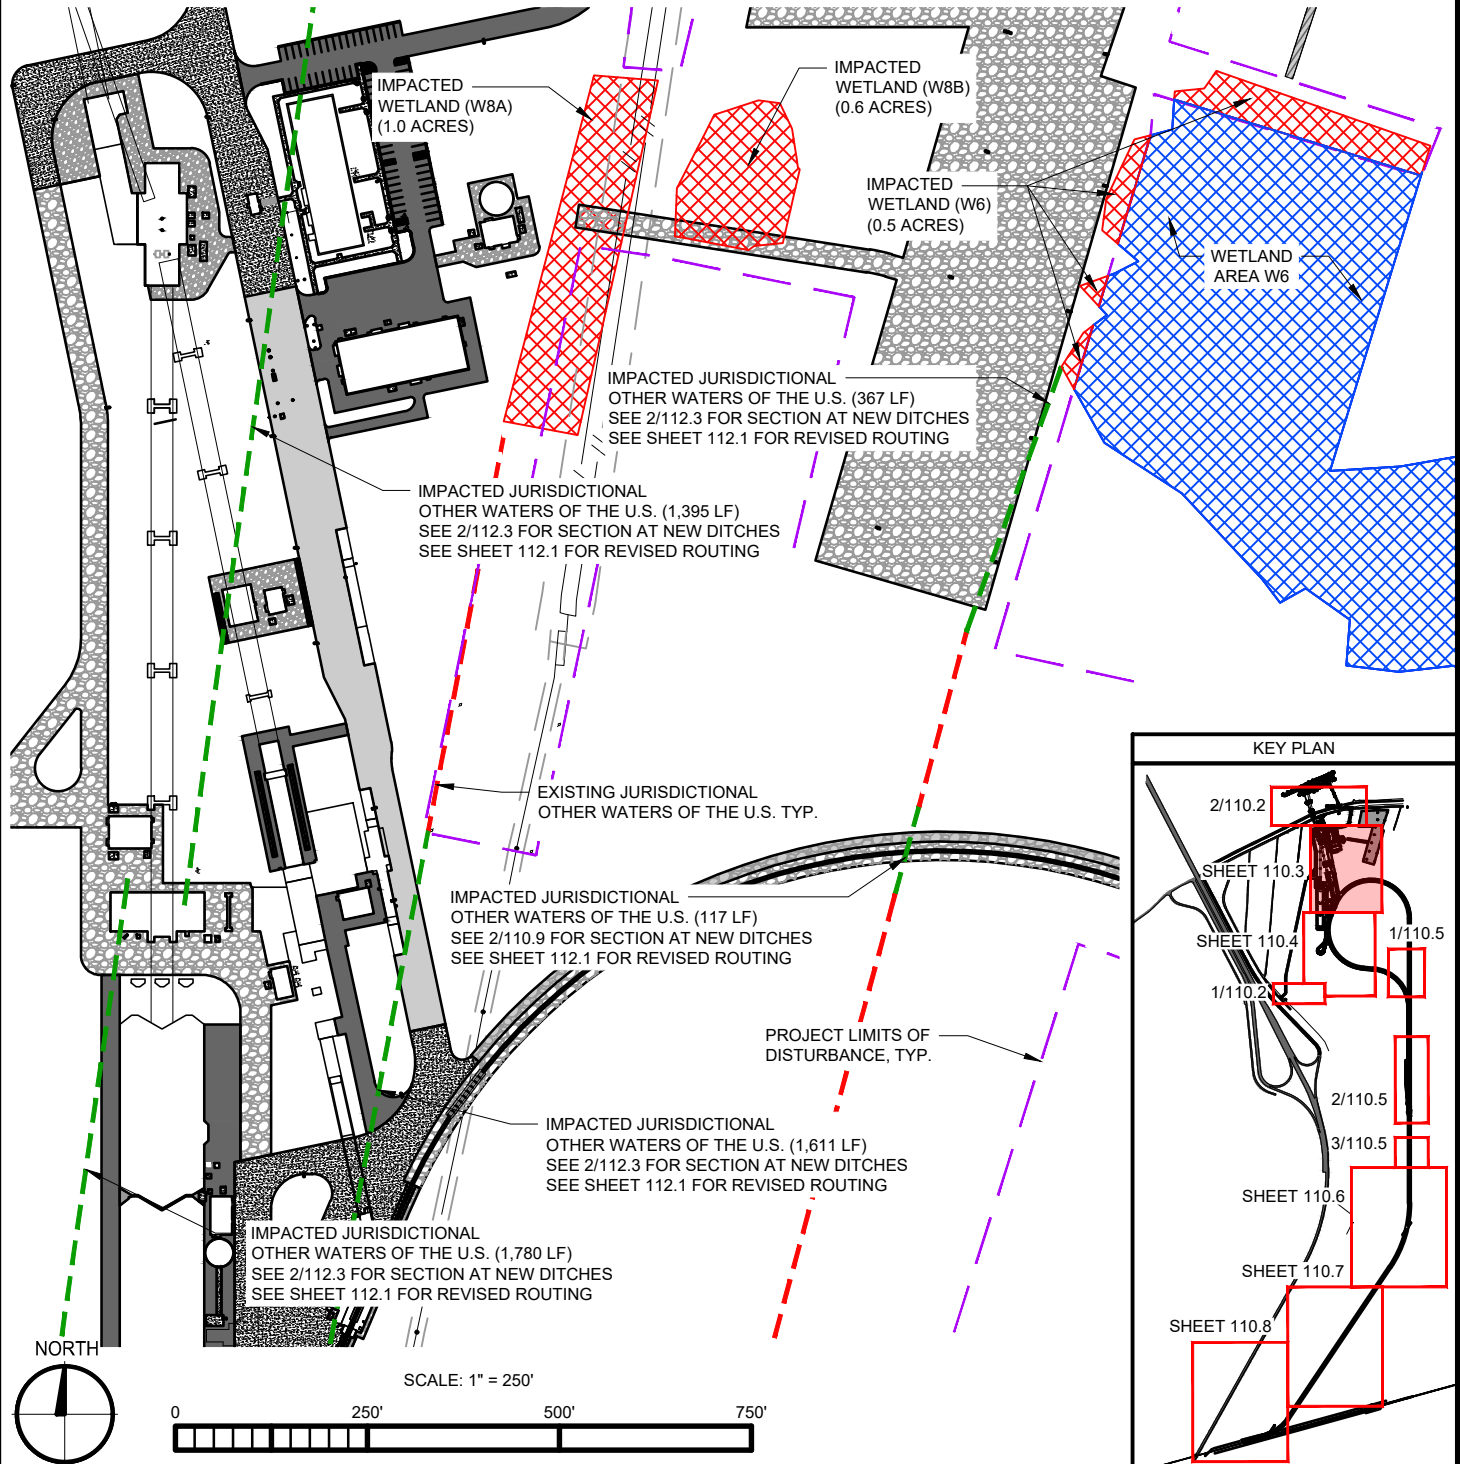 IMPACTED
WETLAND (W8A)
(1.0 ACRES)
IMPACTED
WETLAND (W8B)
(0.6 ACRES)
IMPACTED
WETLAND (W6)
(0.5 ACRES)
WETLAND
AREA W6
IMPACTED JURISDICTIONAL
OTHER WATERS OF THE U.S. (367 LF)
SEE 2/112.3 FOR SECTION AT NEW DITCHES
SEE SHEET 112.1 FOR REVISED ROUTING
IMPACTED JURISDICTIONAL
OTHER WATERS OF THE U.S. (1,395 LF)
SEE 2/112.3 FOR SECTION AT NEW DITCHES
SEE SHEET 112.1 FOR REVISED ROUTING
EXISTING JURISDICTIONAL
OTHER WATERS OF THE U.S. TYP.
IMPACTED JURISDICTIONAL
OTHER WATERS OF THE U.S. (117 LF)
SEE 2/110.9 FOR SECTION AT NEW DITCHES
SEE SHEET 112.1 FOR REVISED ROUTING
PROJECT LIMITS OF
DISTURBANCE, TYP.
IMPACTED JURISDICTIONAL
OTHER WATERS OF THE U.S. (1,611 LF)
SEE 2/112.3 FOR SECTION AT NEW DITCHES
SEE SHEET 112.1 FOR REVISED ROUTING
IMPACTED JURISDICTIONAL
OTHER WATERS OF THE U.S. (1,780 LF)
SEE 2/112.3 FOR SECTION AT NEW DITCHES
SEE SHEET 112.1 FOR REVISED ROUTING
NORTH
SCALE: 1" = 250'
0 250' 500' 750'
KEY PLAN
2/110.2
SHEET 110.3
SHEET 110.4
1/110.5
1/110.2
2/110.5
3/110.5
SHEET 110.6
SHEET 110.7
SHEET 110.8